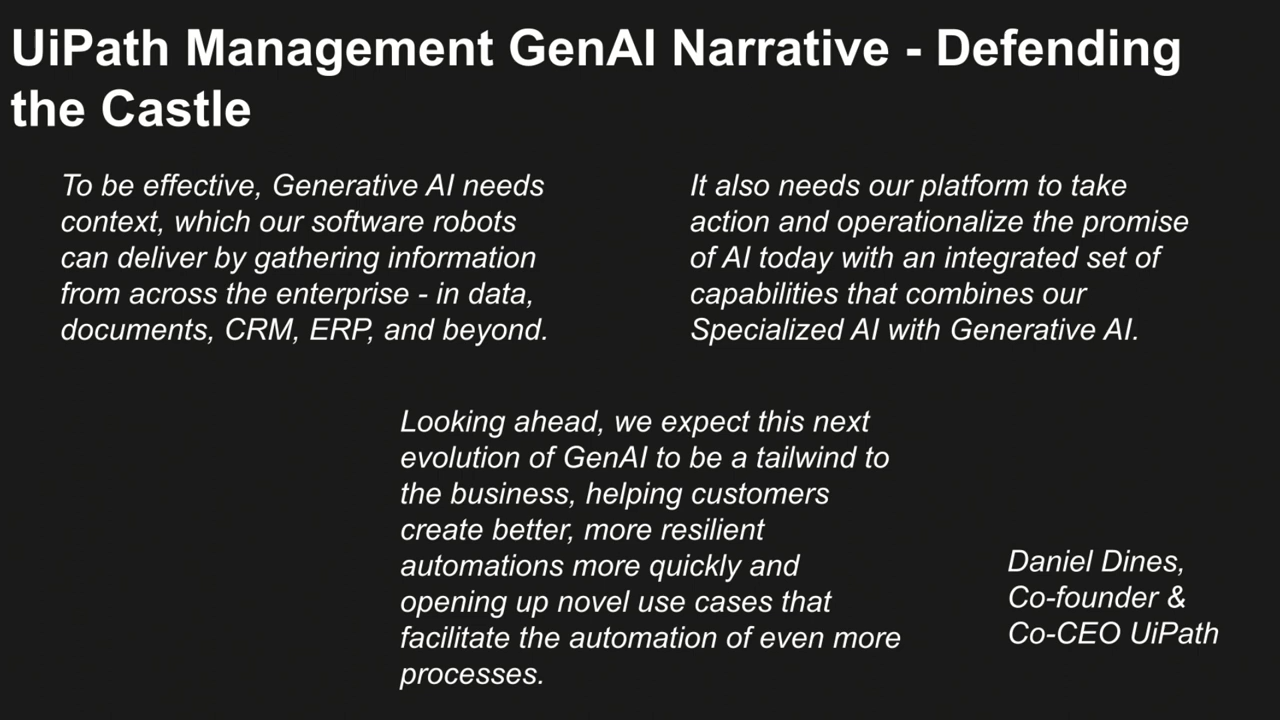 UiPath Management GenAI Narrative - Defending
the Castle
To be effective, Generative AI needs
context, which our software robots
can deliver by gathering information
from across the enterprise - in data,
documents, CRM, ERP, and beyond.
It also needs our platform to take
action and operationalize the promise
of AI today with an integrated set of
capabilities that combines our
Specialized AI with Generative AI.
Looking ahead, we expect this next
evolution of GenAI to be a tailwind to
the business, helping customers
create better, more resilient
automations more quickly and
opening up novel use cases that
facilitate the automation of even more
processes.
Daniel Dines,
Co-founder &
Co-CEO UiPath